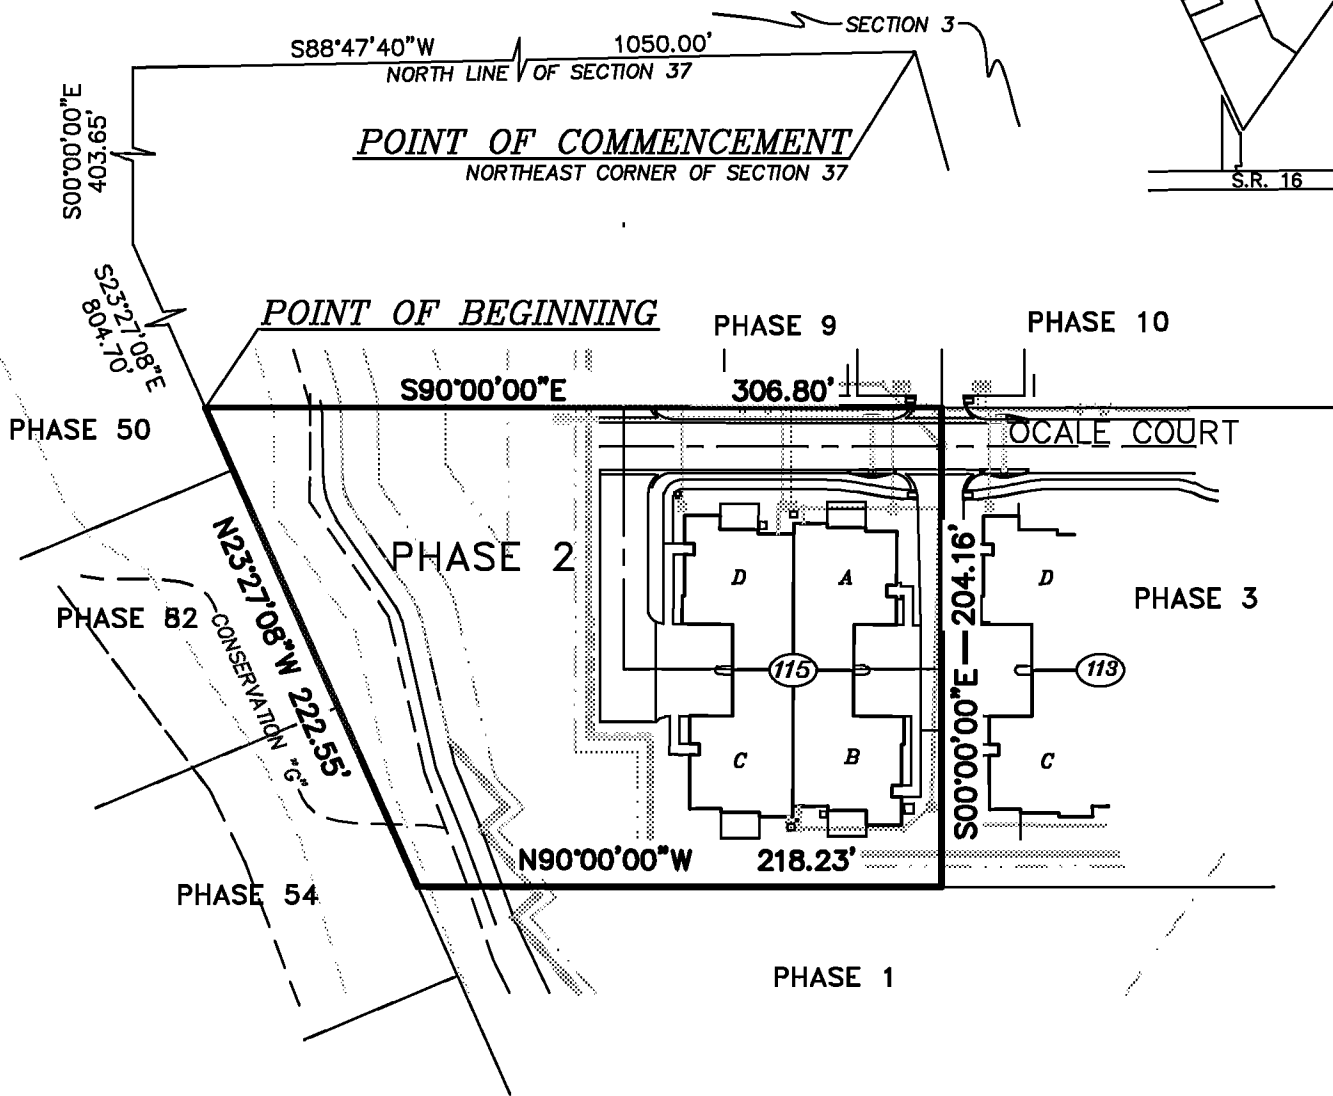 SECTION 3
S88°47'40"W 1050.00'
NORTH LINE OF SECTION 37
S00°00'00"E
403.65'
POINT OF COMMENCEMENT
NORTHEAST CORNER OF SECTION 37
S.R. 16
S23°27'08"E
804.70'
POINT OF BEGINNING
PHASE 9
PHASE 10
S90°00'00"E 306.80'
PHASE 50
OCALE COURT
N23°27'08"W 222.55'
PHASE 2
S00°00'00"E 204.16'
D
A
D
PHASE 82
PHASE 3
CONSERVATION "G"
115
113
C
B
C
N90°00'00"W 218.23'
PHASE 54
PHASE 1